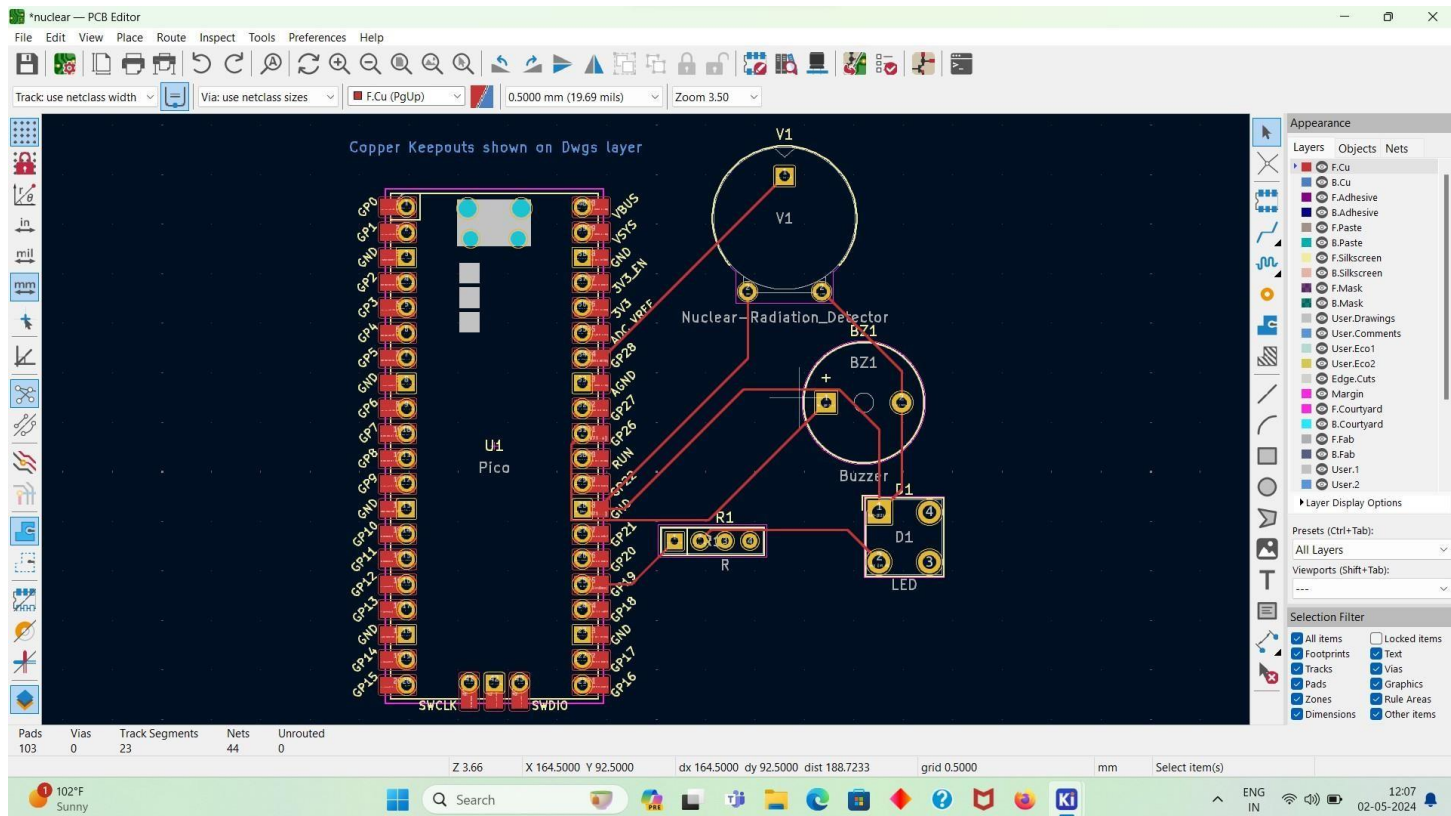 *nuclear — PCB Editor
File Edit View Place Route Inspect Tools Preferences Help
Track: use netclass width Via: use netclass sizes F.Cu (PgUp) 0.5000 mm (19.69 mils) Zoom 3.50
in
mil
mm
Copper Keepouts shown on Dwgs layer
GP0
GP1
GND
GP2
GP3
GP4
GP5
GND
GP6
GP7
GP8
GP9
GND
GP10
GP11
GP12
GP13
GND
GP14
GP15
U1
Pico
SWCLK
SWDIO
VBUS
VSYS
GND
3V3_EN
3V3
ADC_VREF
GP28
AGND
GP27
GP26
RUN
GP22
GND
GP21
GP20
GP19
GP18
GND
GP17
GP16
V1
V1
Nuclear-Radiation_Detector
BZ1
BZ1
+
Buzzer
R1
R
D1
1
4
D1
2
3
LED
Appearance
Layers Objects Nets
F.Cu
B.Cu
F.Adhesive
B.Adhesive
F.Paste
B.Paste
F.Silkscreen
B.Silkscreen
F.Mask
B.Mask
User.Drawings
User.Comments
User.Eco1
User.Eco2
Edge.Cuts
Margin
F.Courtyard
B.Courtyard
F.Fab
B.Fab
User.1
User.2
Layer Display Options
Presets (Ctrl+Tab):
All Layers
Viewports (Shift+Tab):
---
Selection Filter
All items Locked items
Footprints Text
Tracks Vias
Pads Graphics
Zones Rule Areas
Dimensions Other items
Pads Vias Track Segments Nets Unrouted
103 0 23 44 0
Z 3.66 X 164.5000 Y 92.5000 dx 164.5000 dy 92.5000 dist 188.7233 grid 0.5000 mm Select item(s)
1
102°F
Sunny
Search
PRE
Ki
ENG
IN
12:07
02-05-2024